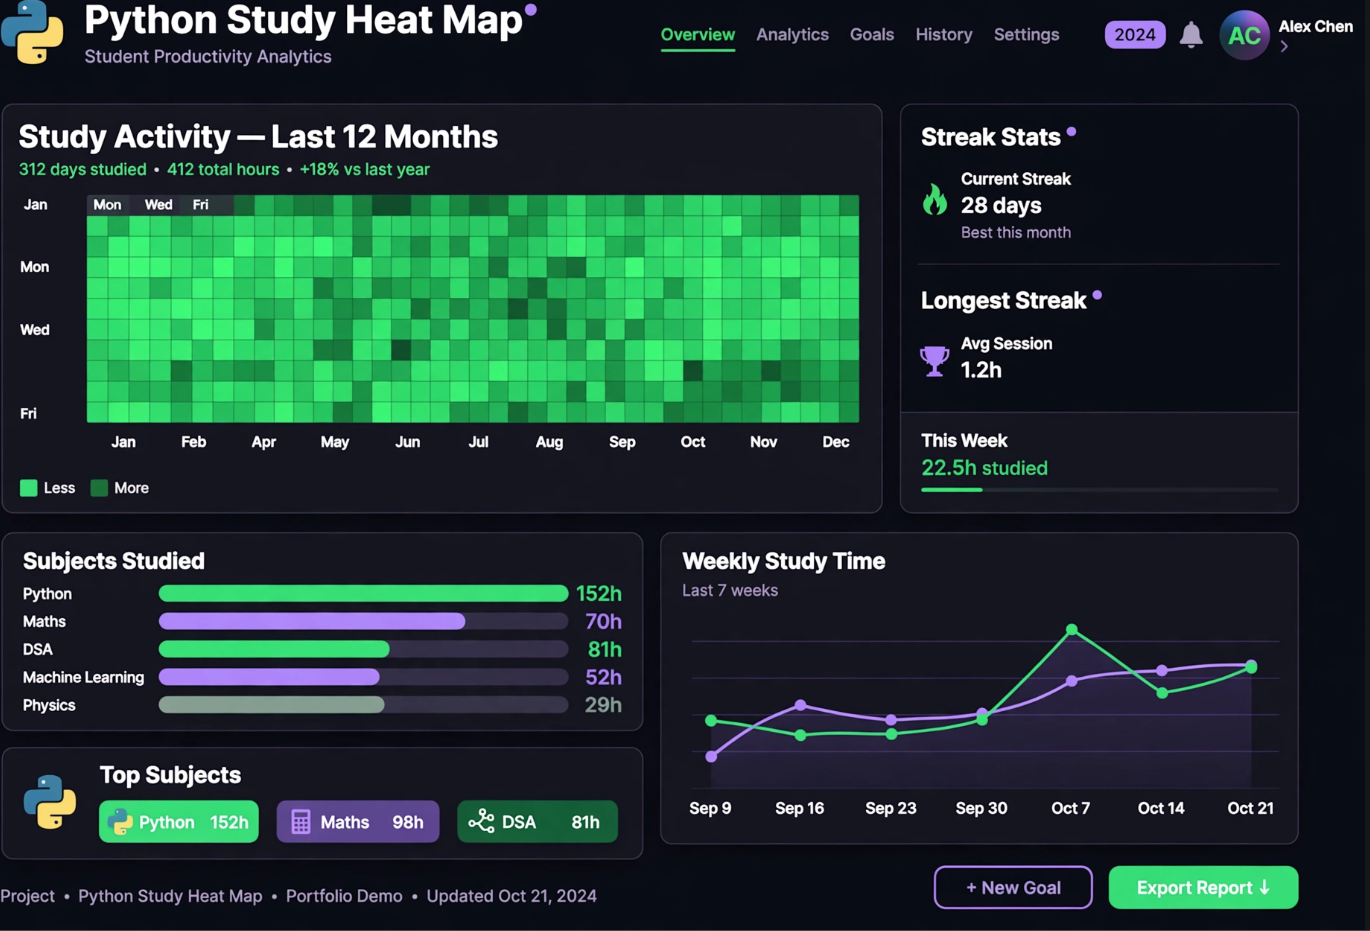 Python Study Heat Map
Student Productivity Analytics
Overview Analytics Goals History Settings
2024
AC
Alex Chen
Study Activity — Last 12 Months
312 days studied • 412 total hours • +18% vs last year
Jan
Mon Wed Fri
Mon
Wed
Fri
Jan Feb Apr May Jun Jul Aug Sep Oct Nov Dec
Less More
Streak Stats
Current Streak
28 days
Best this month
Longest Streak
Avg Session
1.2h
This Week
22.5h studied
Subjects Studied
Python 152h
Maths 70h
DSA 81h
Machine Learning 52h
Physics 29h
Top Subjects
Python 152h
Maths 98h
DSA 81h
Weekly Study Time
Last 7 weeks
Sep 9 Sep 16 Sep 23 Sep 30 Oct 7 Oct 14 Oct 21
Project • Python Study Heat Map • Portfolio Demo • Updated Oct 21, 2024
+ New Goal
Export Report ↓